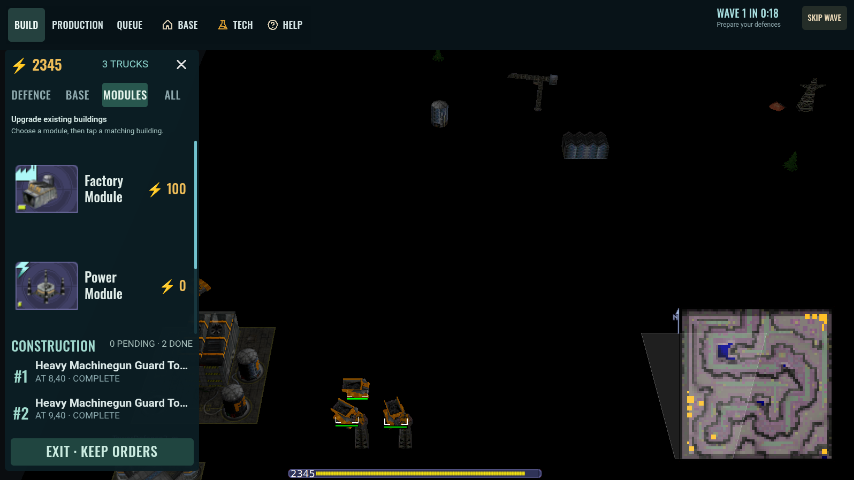 BUILD PRODUCTION QUEUE BASE TECH HELP
WAVE 1 IN 0:18
Prepare your defences
SKIP WAVE
2345 3 TRUCKS
DEFENCE BASE MODULES ALL
Upgrade existing buildings
Choose a module, then tap a matching building.
Factory
Module
100
Power
Module
0
CONSTRUCTION 0 PENDING · 2 DONE
#1 Heavy Machinegun Guard To...
AT 8,40 · COMPLETE
#2 Heavy Machinegun Guard To...
AT 9,40 · COMPLETE
EXIT · KEEP ORDERS
2345